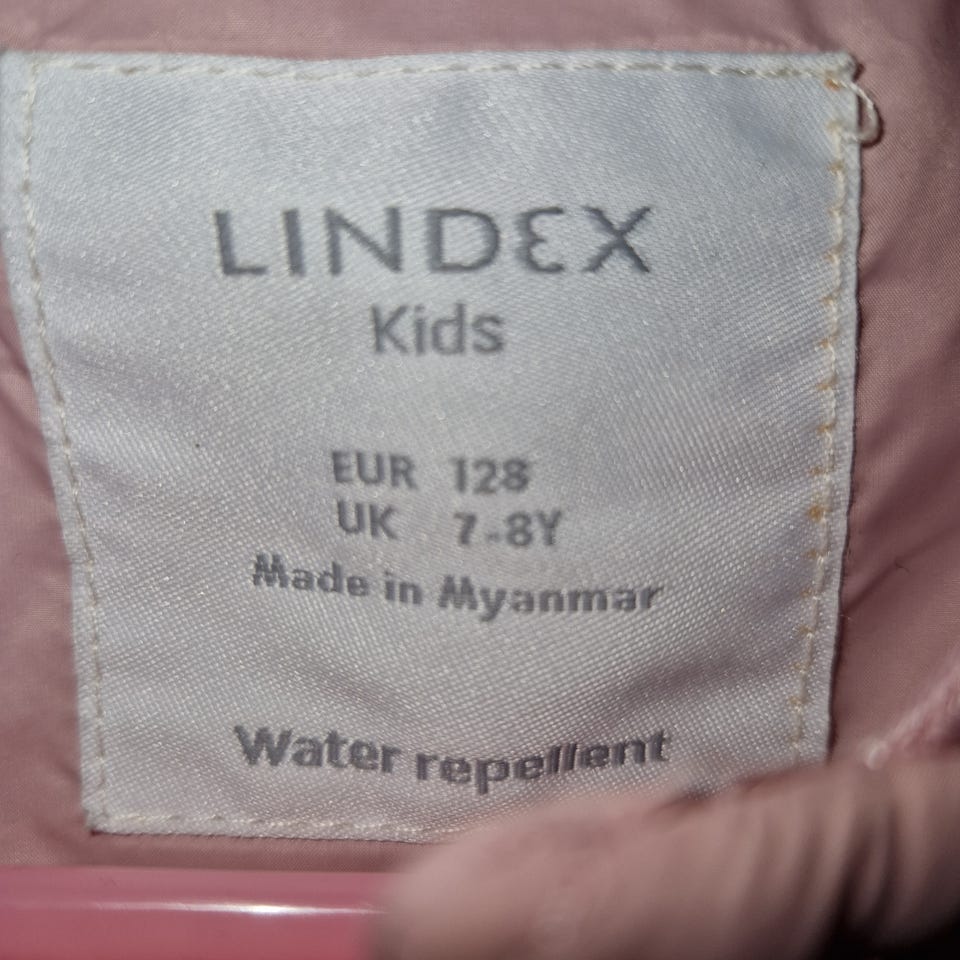 LINDEX
Kids
EUR 128
UK 7-8Y
Made in Myanmar
Water repellent